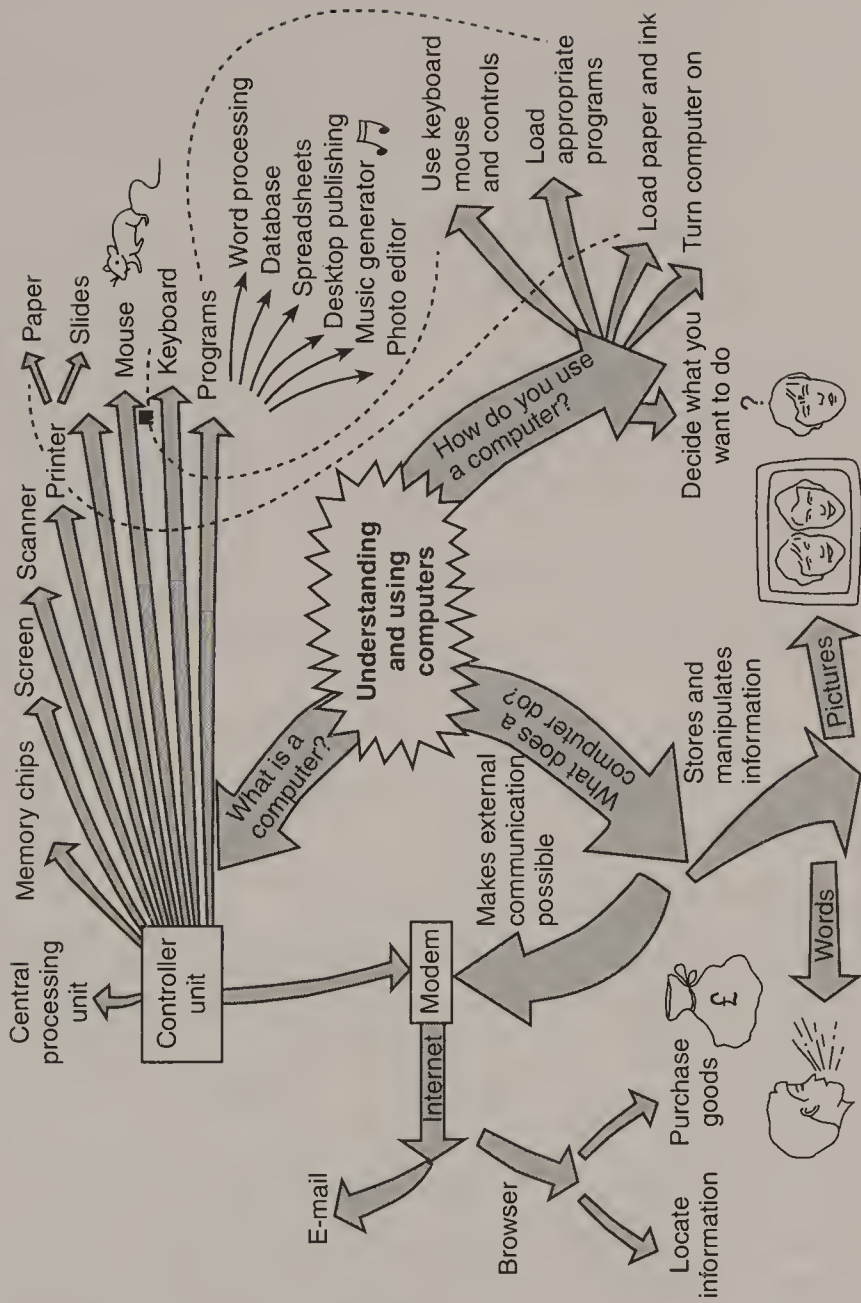 Understanding
and using
computers
What is a
computer?
Controller
unit
Central
processing
unit
Memory chips
Screen
Scanner
Printer
Paper
Slides
Mouse
Keyboard
Programs
Word processing
Database
Spreadsheets
Desktop publishing
Music generator
Photo editor
How do you use
a computer?
Use keyboard
mouse
and controls
Load
appropriate
programs
Load paper and ink
Turn computer on
Decide what you
want to do
?
What does a
computer do?
Stores and
manipulates
information
Pictures
Words
Makes external
communication
possible
Modem
Internet
E-mail
Browser
Locate
information
Purchase
goods
£